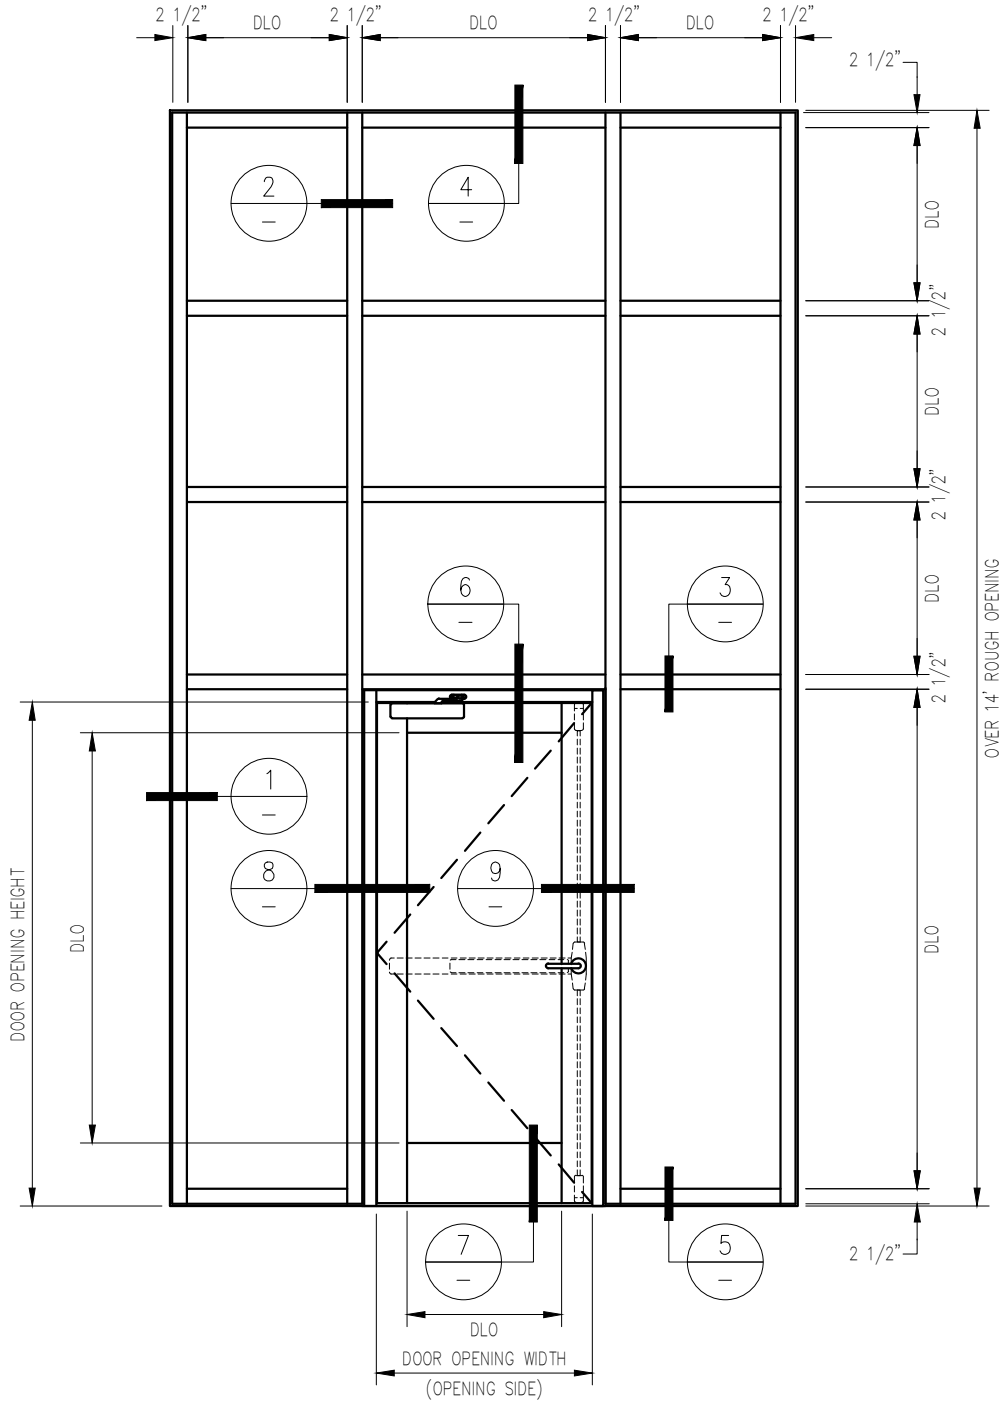 2 1/2" DLO 2 1/2" DLO 2 1/2" DLO 2 1/2"
2 1/2"
2
–
4
–
DLO
2 1/2"
DLO
2 1/2"
6
–
3
–
DLO
2 1/2"
OVER 14' ROUGH OPENING
1
–
8
–
9
–
DOOR OPENING HEIGHT
DLO
DLO
7
–
5
–
2 1/2"
DLO
DOOR OPENING WIDTH
(OPENING SIDE)